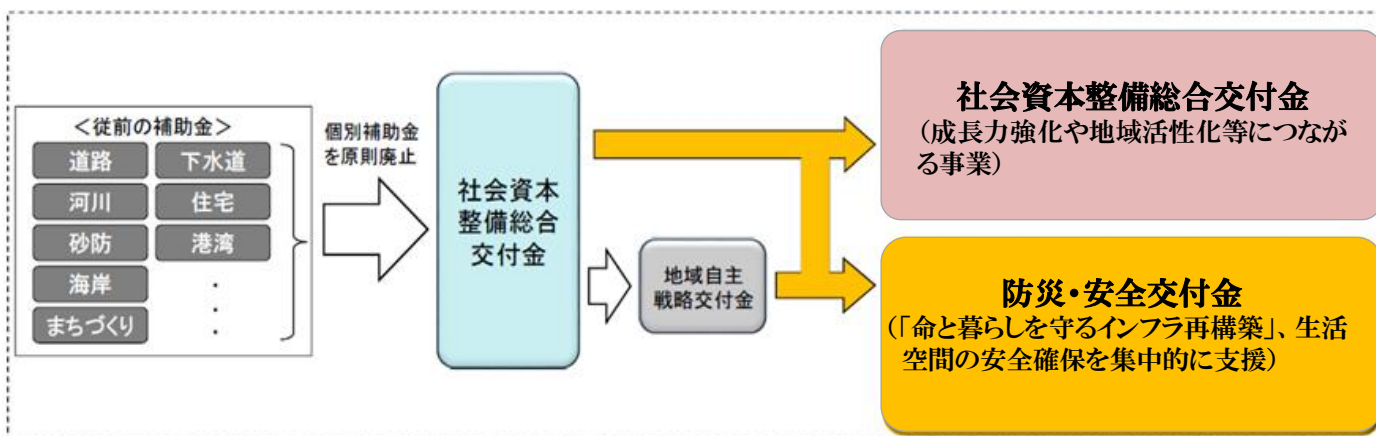 ＜従前の補助金＞
道路
下水道
河川
住宅
砂防
港湾
海岸
まちづくり
・
・
・
個別補助金
を原則廃止
社会資本
整備総合
交付金
地域自主
戦略交付金
社会資本整備総合交付金
（成長力強化や地域活性化等につなが
る事業）
防災・安全交付金
（「命と暮らしを守るインフラ再構築」、生活
空間の安全確保を集中的に支援）